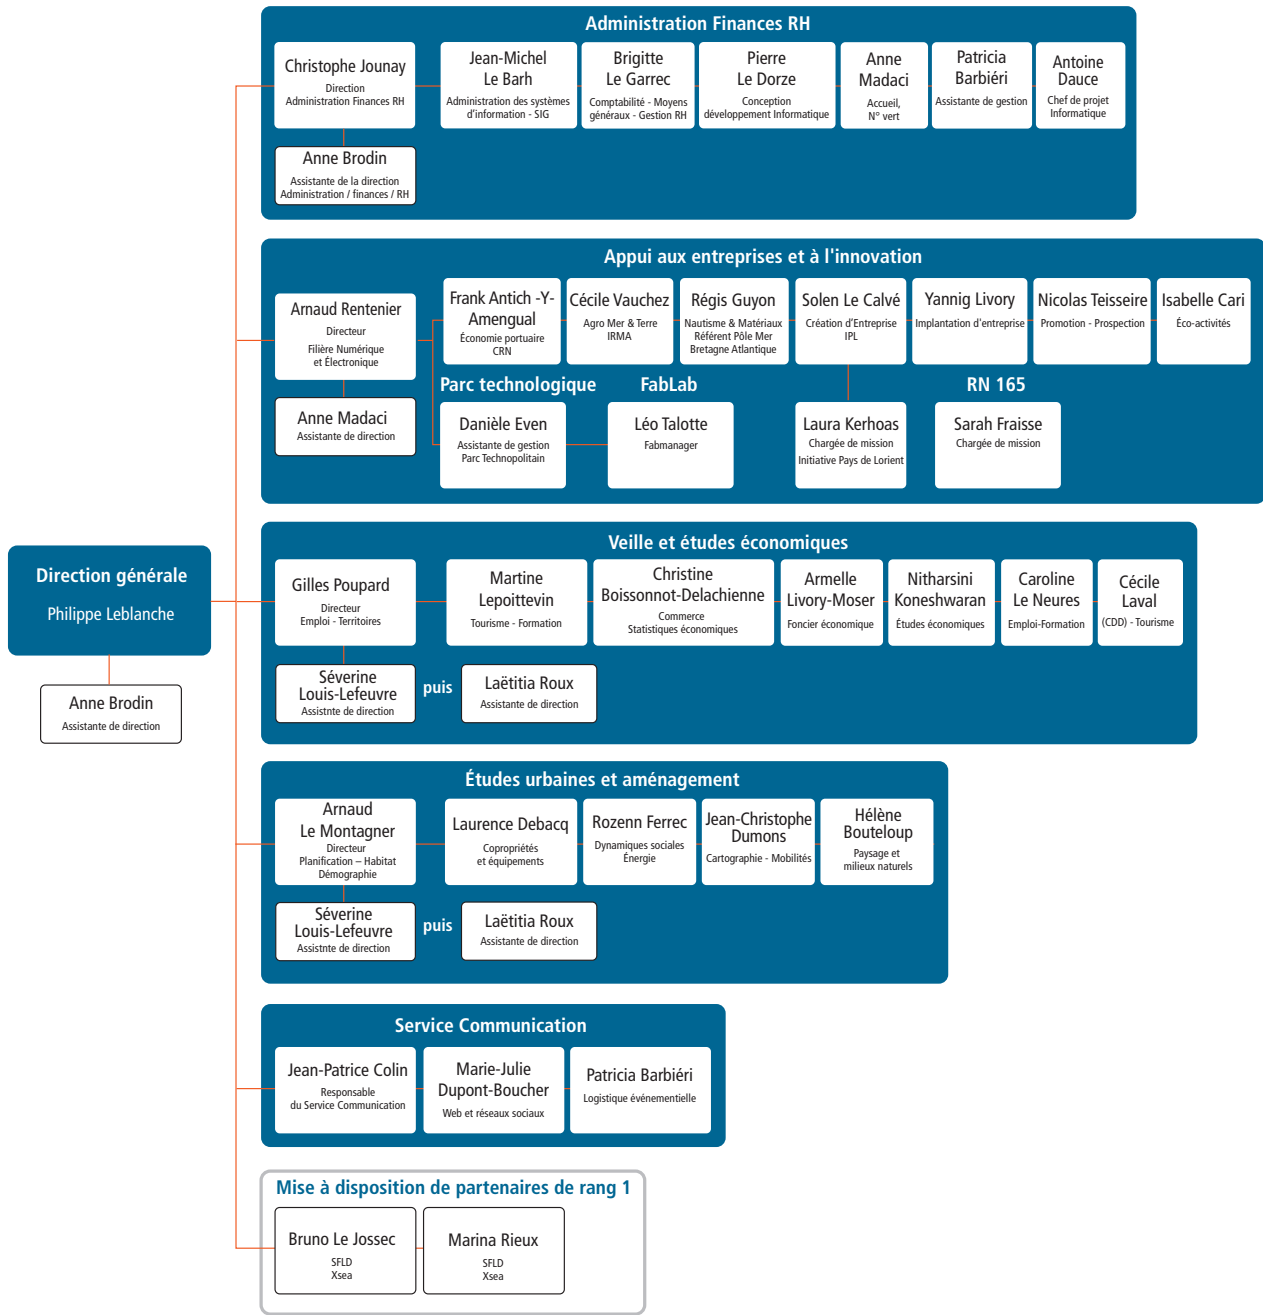 Administration Finances RH
Christophe Jounay
Direction
Administration Finances RH
Jean-Michel
Le Barh
Administration des systèmes
d'information - SIG
Brigitte
Le Garrec
Comptabilité - Moyens
généraux - Gestion RH
Pierre
Le Dorze
Conception
développement Informatique
Anne
Madaci
Accueil,
N° vert
Patricia
Barbiéri
Assistante de gestion
Antoine
Dauce
Chef de projet
Informatique
Anne Brodin
Assistante de la direction
Administration / finances / RH
Appui aux entreprises et à l'innovation
Arnaud Rentenier
Directeur
Filière Numérique
et Électronique
Frank Antich -Y-
Amengual
Économie portuaire
CRN
Cécile Vauchez
Agro Mer & Terre
IRMA
Régis Guyon
Nautisme & Matériaux
Référent Pôle Mer
Bretagne Atlantique
Solen Le Calvé
Création d'Entreprise
IPL
Yannig Livory
Implantation d'entreprise
Nicolas Teisseire
Promotion - Prospection
Isabelle Cari
Éco-activités
Anne Madaci
Assistante de direction
Parc technologique
Danièle Even
Assistante de gestion
Parc Technopolitain
FabLab
Léo Talotte
Fabmanager
Laura Kerhoas
Chargée de mission
Initiative Pays de Lorient
RN 165
Sarah Fraisse
Chargée de mission
Direction générale
Philippe Leblanche
Anne Brodin
Assistante de direction
Veille et études économiques
Gilles Poupard
Directeur
Emploi - Territoires
Martine
Lepoittevin
Tourisme - Formation
Christine
Boissonnot-Delachienne
Commerce
Statistiques économiques
Armelle
Livory-Moser
Foncier économique
Nitharsini
Koneshwaran
Études économiques
Caroline
Le Neures
Emploi-Formation
Cécile
Laval
(CDD) - Tourisme
Séverine
Louis-Lefeuvre
Assistnte de direction
puis
Laëtitia Roux
Assistante de direction
Études urbaines et aménagement
Arnaud
Le Montagner
Directeur
Planification – Habitat
Démographie
Laurence Debacq
Copropriétés
et équipements
Rozenn Ferrec
Dynamiques sociales
Énergie
Jean-Christophe
Dumons
Cartographie - Mobilités
Hélène
Bouteloup
Paysage et
milieux naturels
Séverine
Louis-Lefeuvre
Assistnte de direction
puis
Laëtitia Roux
Assistante de direction
Service Communication
Jean-Patrice Colin
Responsable
du Service Communication
Marie-Julie
Dupont-Boucher
Web et réseaux sociaux
Patricia Barbiéri
Logistique événementielle
Mise à disposition de partenaires de rang 1
Bruno Le Jossec
SFLD
Xsea
Marina Rieux
SFLD
Xsea